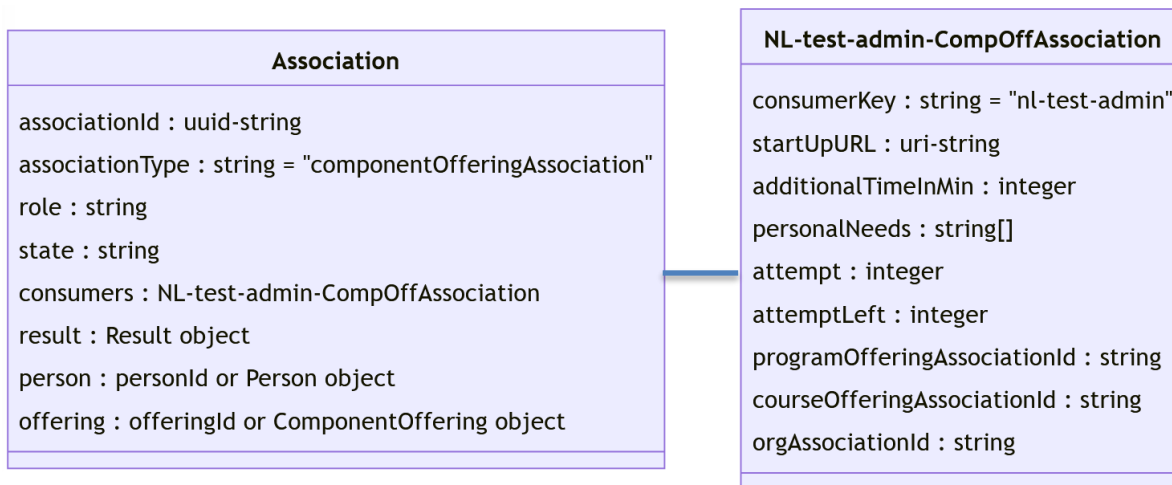 Association
associationId : uuid-string
associationType : string = "componentOfferingAssociation"
role : string
state : string
consumers : NL-test-admin-CompOffAssociation
result : Result object
person : personId or Person object
offering : offeringId or ComponentOffering object
NL-test-admin-CompOffAssociation
consumerKey : string = "nl-test-admin"
startUpURL : uri-string
additionalTimeInMin : integer
personalNeeds : string[]
attempt : integer
attemptLeft : integer
programOfferingAssociationId : string
courseOfferingAssociationId : string
orgAssociationId : string